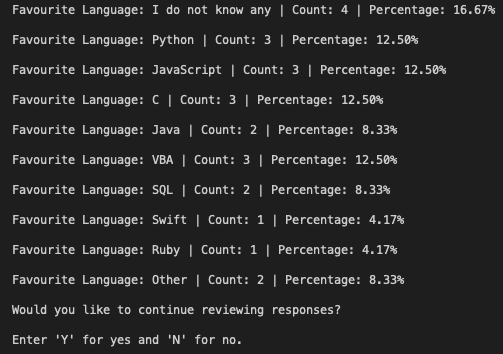 Favourite Language: I do not know any | Count: 4 | Percentage: 16.67%
Favourite Language: Python | Count: 3 | Percentage: 12.50%
Favourite Language: JavaScript | Count: 3 | Percentage: 12.50%
Favourite Language: C | Count: 3 | Percentage: 12.50%
Favourite Language: Java | Count: 2 | Percentage: 8.33%
Favourite Language: VBA | Count: 3 | Percentage: 12.50%
Favourite Language: SQL | Count: 2 | Percentage: 8.33%
Favourite Language: Swift | Count: 1 | Percentage: 4.17%
Favourite Language: Ruby | Count: 1 | Percentage: 4.17%
Favourite Language: Other | Count: 2 | Percentage: 8.33%
Would you like to continue reviewing responses?
Enter 'Y' for yes and 'N' for no.